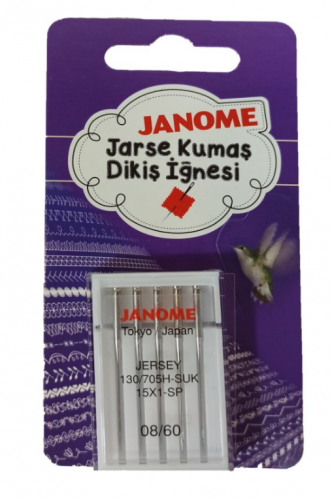 JANOME
Jarse Kumaş
Dikiş İğnesi
JANOME
Tokyo / Japan
JERSEY
130/705H-SUK
15X1-SP
08/60